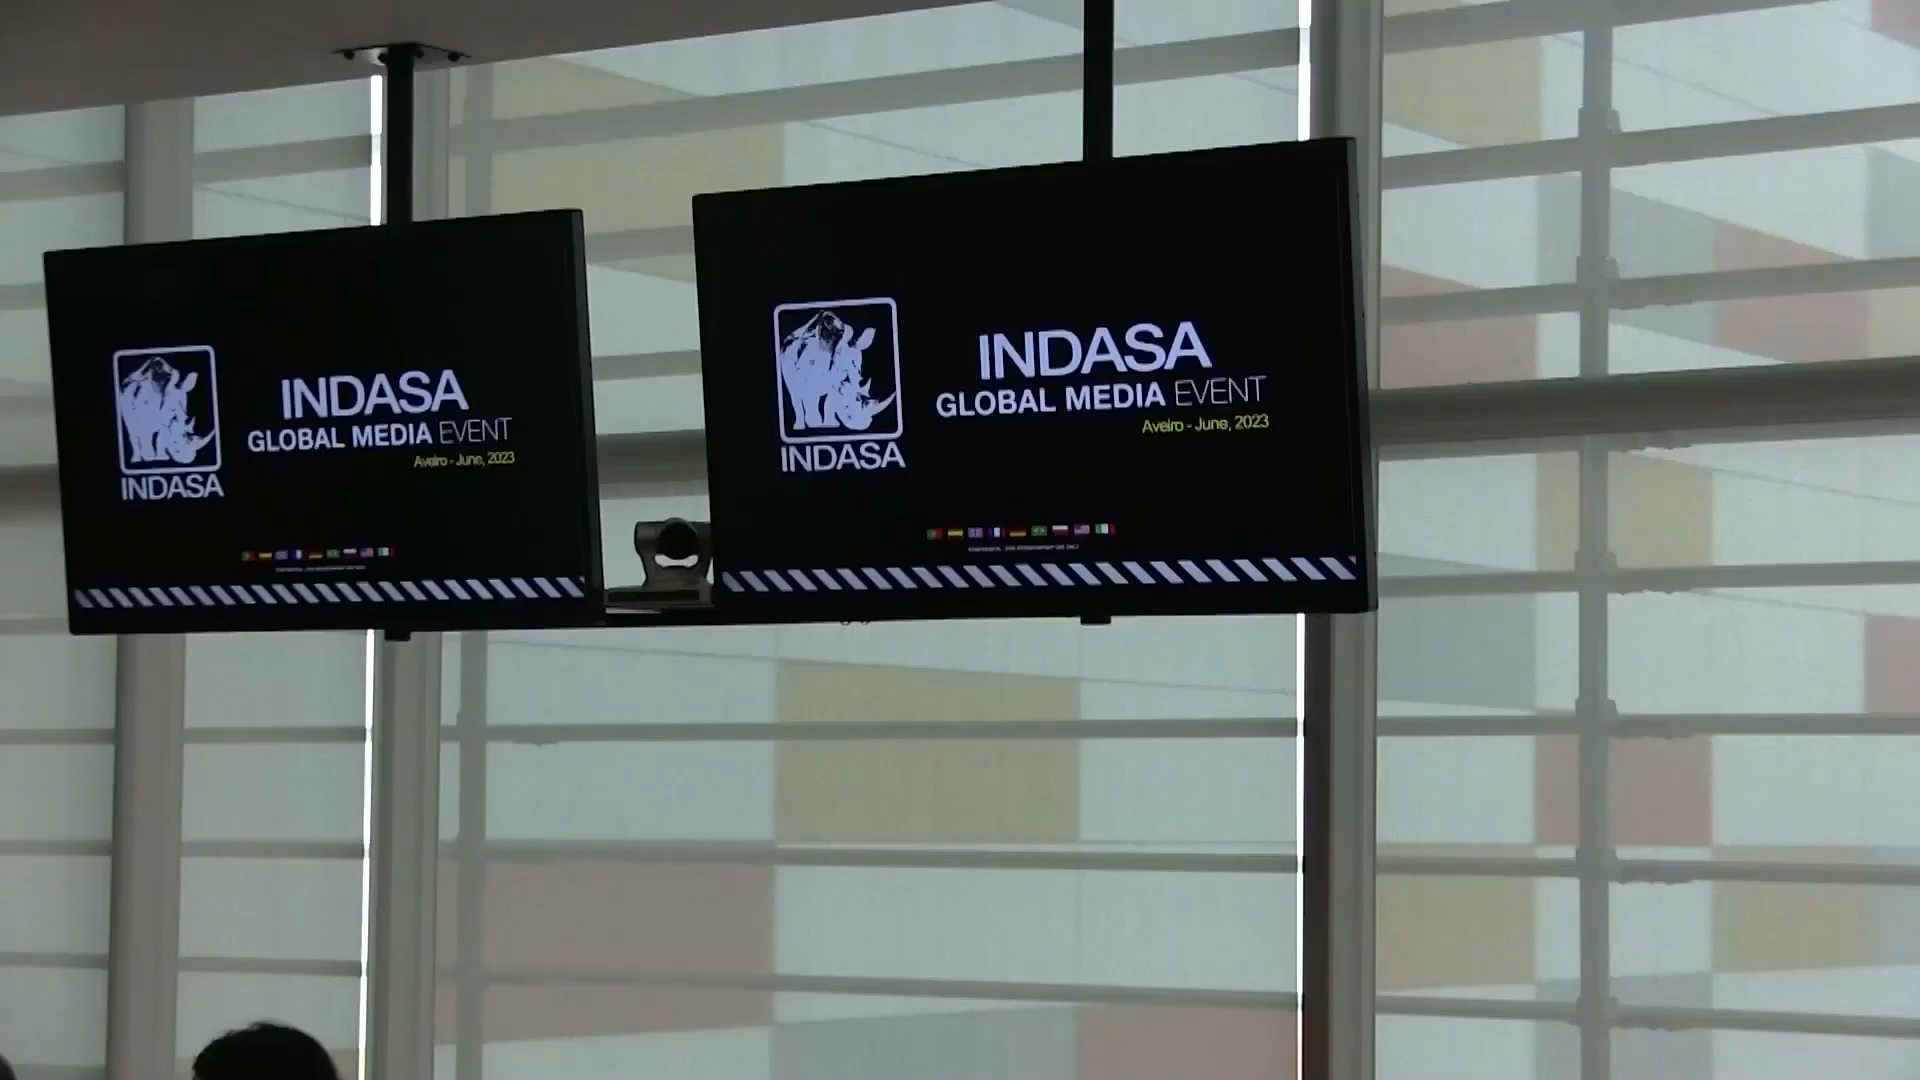 INDASA
GLOBAL MEDIA EVENT
Aveiro - June, 2023
INDASA
INDASA
GLOBAL MEDIA EVENT
Aveiro - June, 2023
INDASA